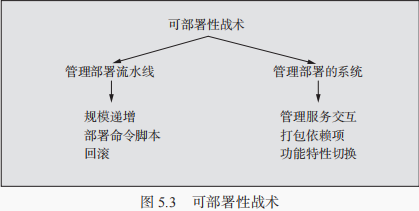 可部署性战术
管理部署流水线
管理部署的系统
规模递增
部署命令脚本
回滚
管理服务交互
打包依赖项
功能特性切换
图 5.3 可部署性战术